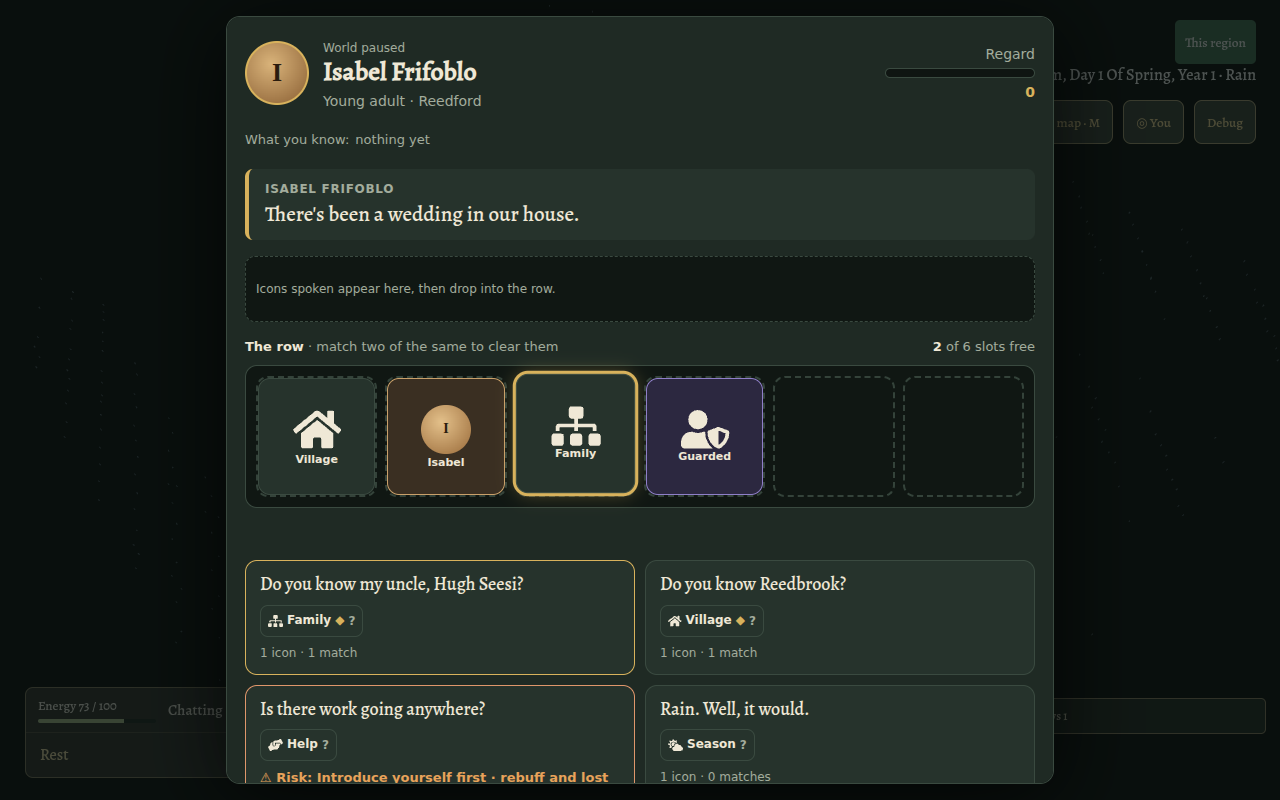 This region
World paused
I
Isabel Frifoblo
Young adult · Reedford
Regard
0
Day 1 Of Spring, Year 1 · Rain
map · M
◎ You
Debug
What you know: nothing yet
ISABEL FRIFOBLO
There's been a wedding in our house.
Icons spoken appear here, then drop into the row.
The row · match two of the same to clear them
2 of 6 slots free
Village
I
Isabel
Family
Guarded
Do you know my uncle, Hugh Seesi?
Family ◆ ?
1 icon · 1 match
Do you know Reedbrook?
Village ◆ ?
1 icon · 1 match
Is there work going anywhere?
Help ?
⚠ Risk: Introduce yourself first · rebuff and lost
Rain. Well, it would.
Season ?
1 icon · 0 matches
Energy 73 / 100
Chatting
Rest